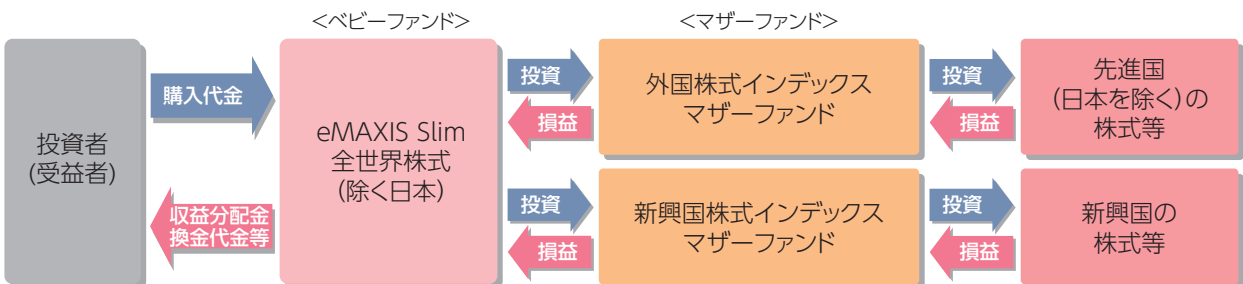 <ベビーファンド>
<マザーファンド>
投資者
(受益者)
購入代金
収益分配金
換金代金等
eMAXIS Slim
全世界株式
(除く日本)
投資
損益
外国株式インデックス
マザーファンド
投資
損益
先進国
(日本を除く)の
株式等
投資
損益
新興国株式インデックス
マザーファンド
投資
損益
新興国の
株式等